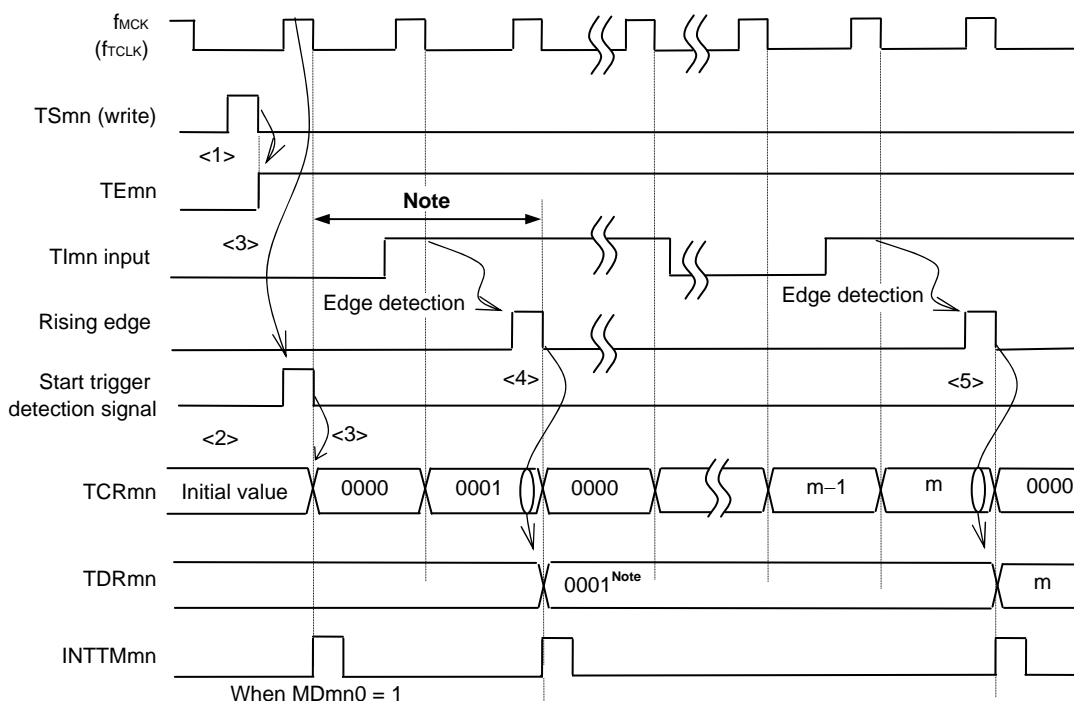 fMCK
(fTCLK)
TSmn (write)
<1>
TEmn
Note
<3>
TImn input
Edge detection
Edge detection
Rising edge
<4>
<5>
Start trigger
detection signal
<2>
<3>
TCRmn
Initial value
0000
0001
0000
m−1
m
0000
TDRmn
0001Note
m
INTTMmn
When MDmn0 = 1